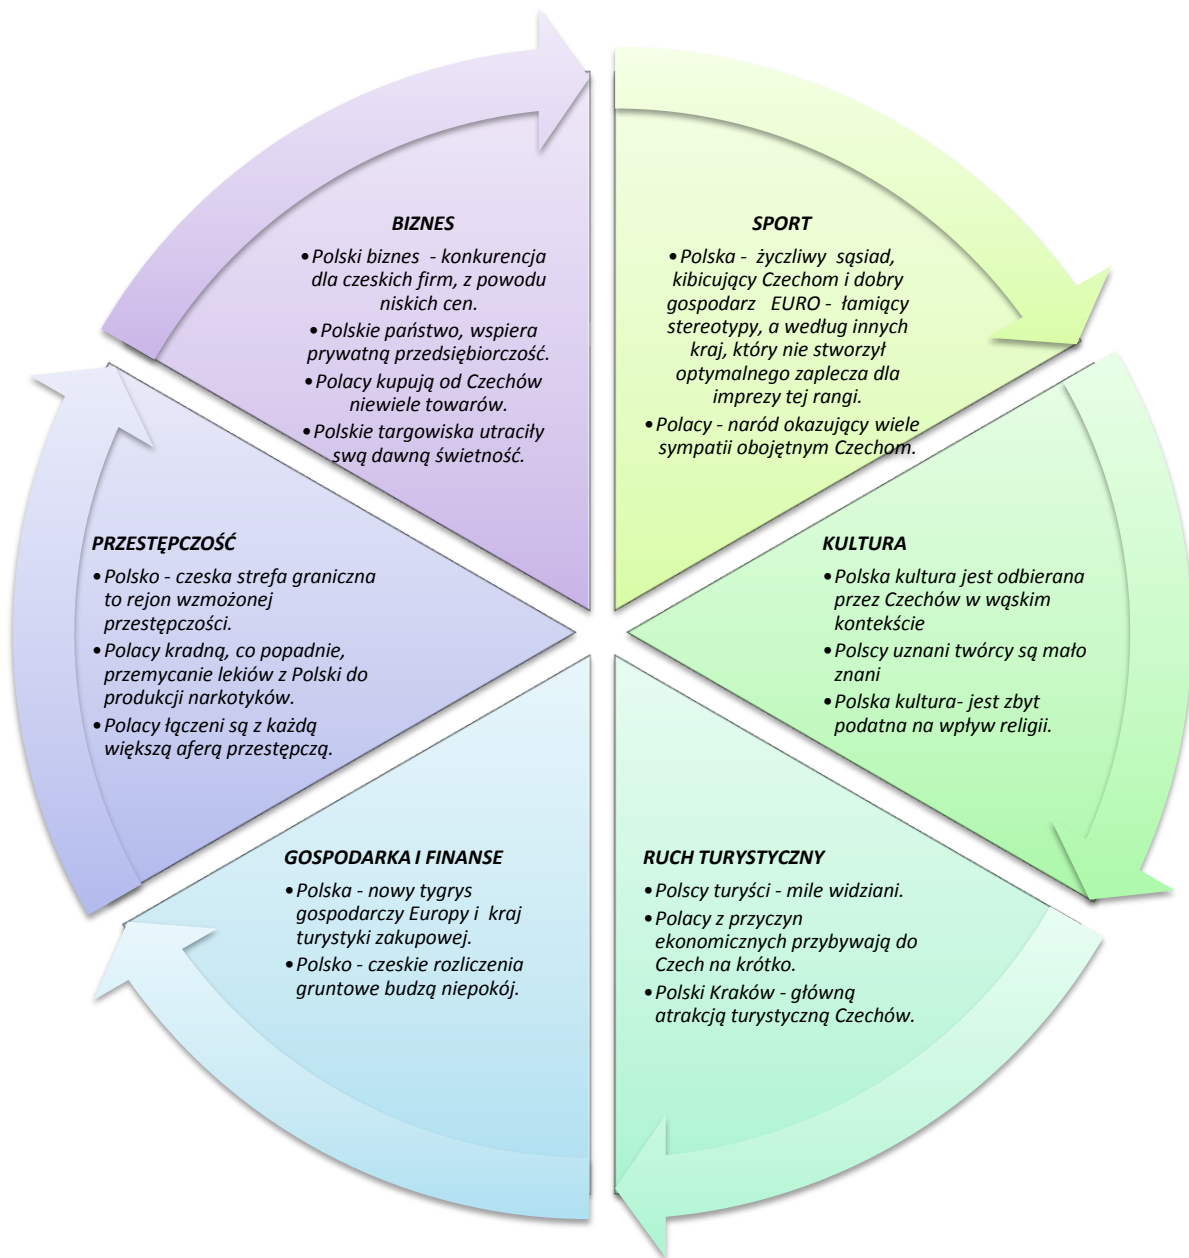 BIZNES
•Polski biznes - konkurencja
dla czeskich firm, z powodu
niskich cen.
•Polskie państwo, wspiera
prywatną przedsiębiorczość.
•Polacy kupują od Czechów
niewiele towarów.
•Polskie targowiska utraciły
swą dawną świetność.
SPORT
•Polska - życzliwy sąsiad,
kibicujący Czechom i dobry
gospodarz EURO - łamiący
stereotypy, a według innych
kraj, który nie stworzył
optymalnego zaplecza dla
imprezy tej rangi.
•Polacy - naród okazujący wiele
sympatii obojętnym Czechom.
PRZESTĘPCZOŚĆ
•Polsko - czeska strefa graniczna
to rejon wzmożonej
przestępczości.
•Polacy kradną, co popadnie,
przemycanie lekiów z Polski do
produkcji narkotyków.
•Polacy łączeni są z każdą
większą aferą przestępczą.
KULTURA
•Polska kultura jest odbierana
przez Czechów w wąskim
kontekście
•Polscy uznani twórcy są mało
znani
•Polska kultura- jest zbyt
podatna na wpływ religii.
GOSPODARKA I FINANSE
•Polska - nowy tygrys
gospodarczy Europy i kraj
turystyki zakupowej.
•Polsko - czeskie rozliczenia
gruntowe budzą niepokój.
RUCH TURYSTYCZNY
•Polscy turyści - mile widziani.
•Polacy z przyczyn
ekonomicznych przybywają do
Czech na krótko.
•Polski Kraków - główną
atrakcją turystyczną Czechów.